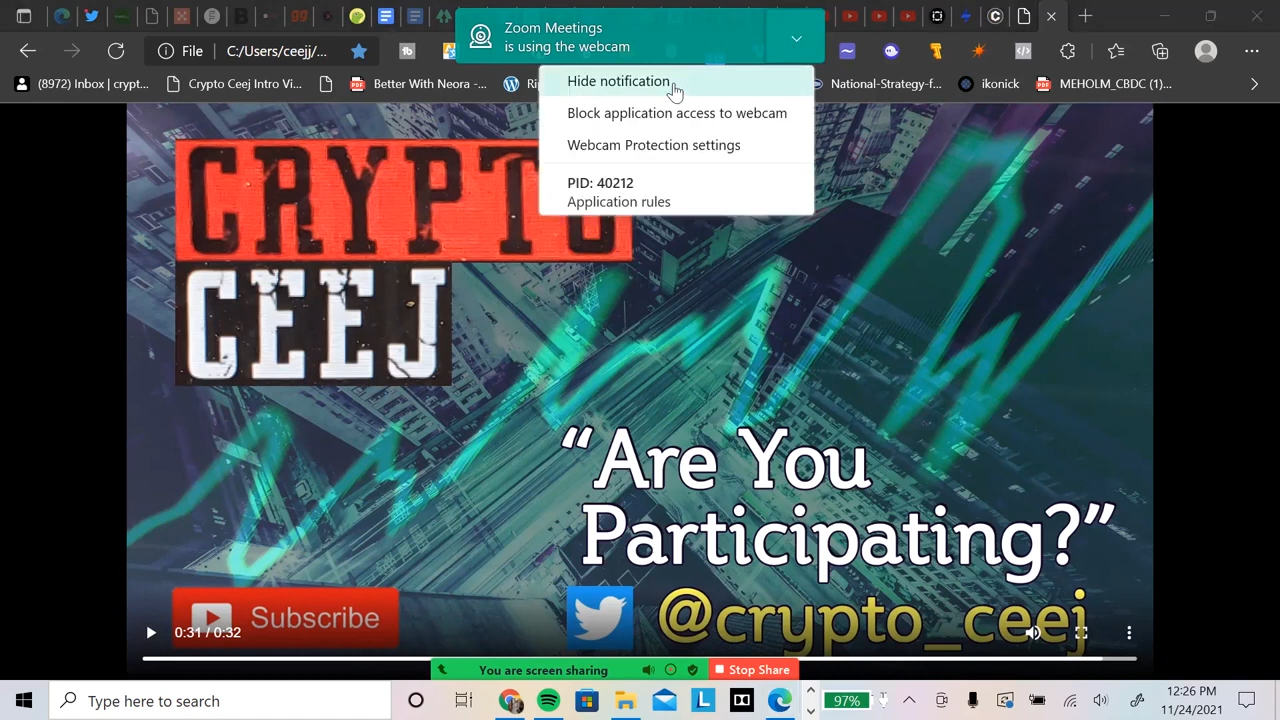 Zoom Meetings
is using the webcam
File
C:/Users/ceejj/...
Hide notification
Block application access to webcam
Webcam Protection settings
PID: 40212
Application rules
(8972) Inbox | Crypt...
Crypto Ceej Intro Vi...
PDF
Better With Neora -...
National-Strategy-f...
ikonick
PDF
MEHOLM_CBDC(1)...
CRYPTO
CEEJ
“Are You
Participating?”
Subscribe
@crypto_ceej
0:31 / 0:32
You are screen sharing
Stop Share
Type here to search
97%
12:26 PM
11/24/2021